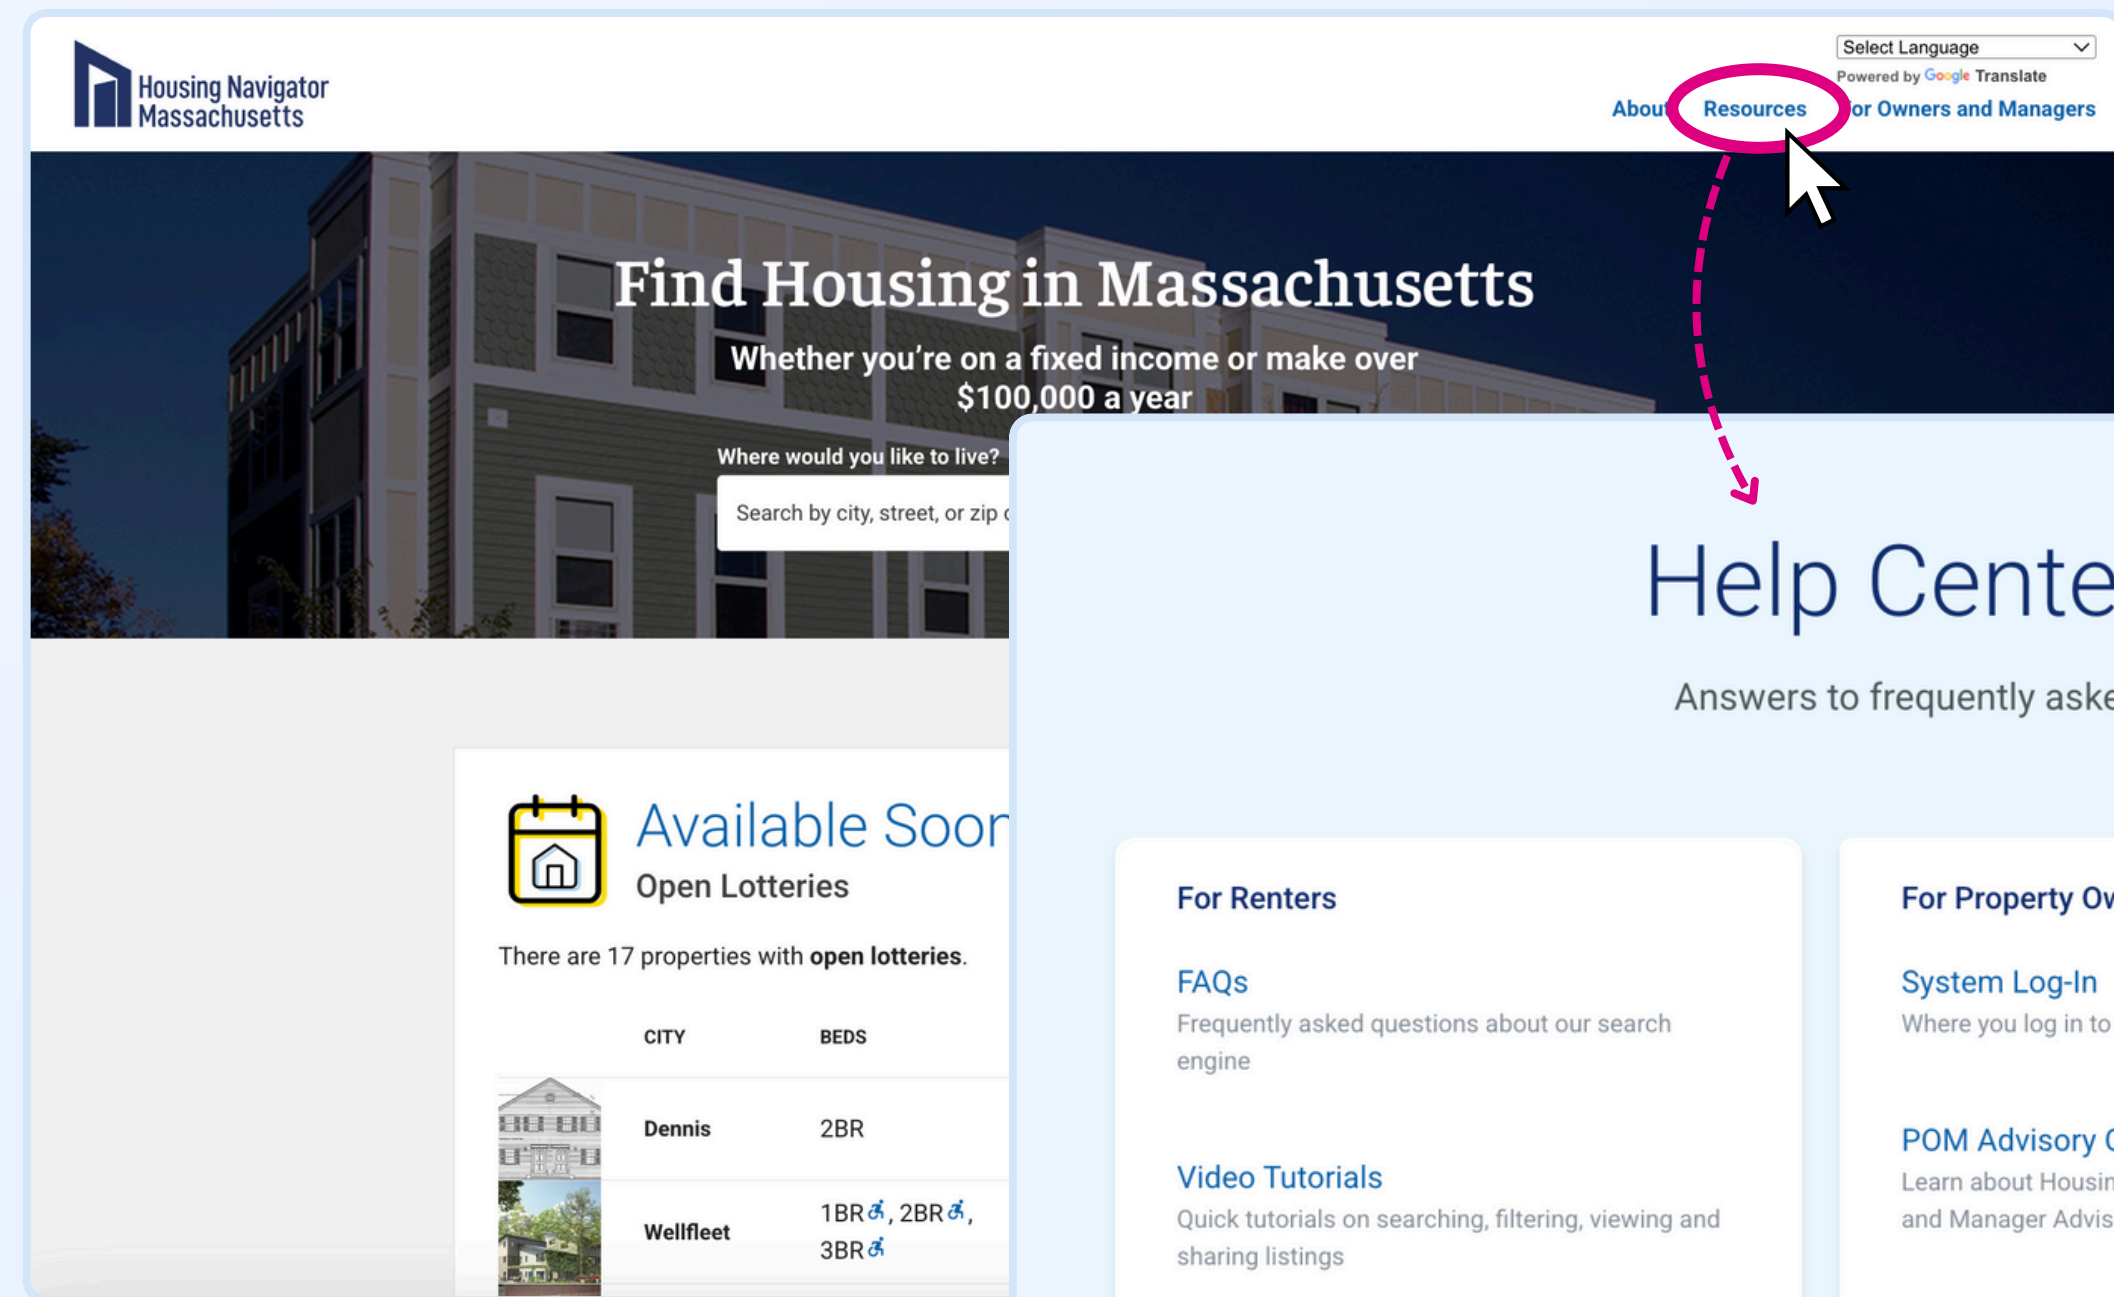 Housing Navigator
Massachusetts
Select Language
Powered by Google Translate
About
Resources
or Owners and Managers
Find Housing in Massachusetts
Whether you're on a fixed income or make over
$100,000 a year
Where would you like to live?
Search by city, street, or zip
Available Soon
Open Lotteries
There are 17 properties with open lotteries.
CITY BEDS
Dennis 2BR
Wellfleet 1BR, 2BR,
3BR
Help Cente
Answers to frequently aske
For Renters
FAQs
Frequently asked questions about our search
engine
Video Tutorials
Quick tutorials on searching, filtering, viewing and
sharing listings
For Property Ow
System Log-In
Where you log in to
POM Advisory
Learn about Housin
and Manager Advis